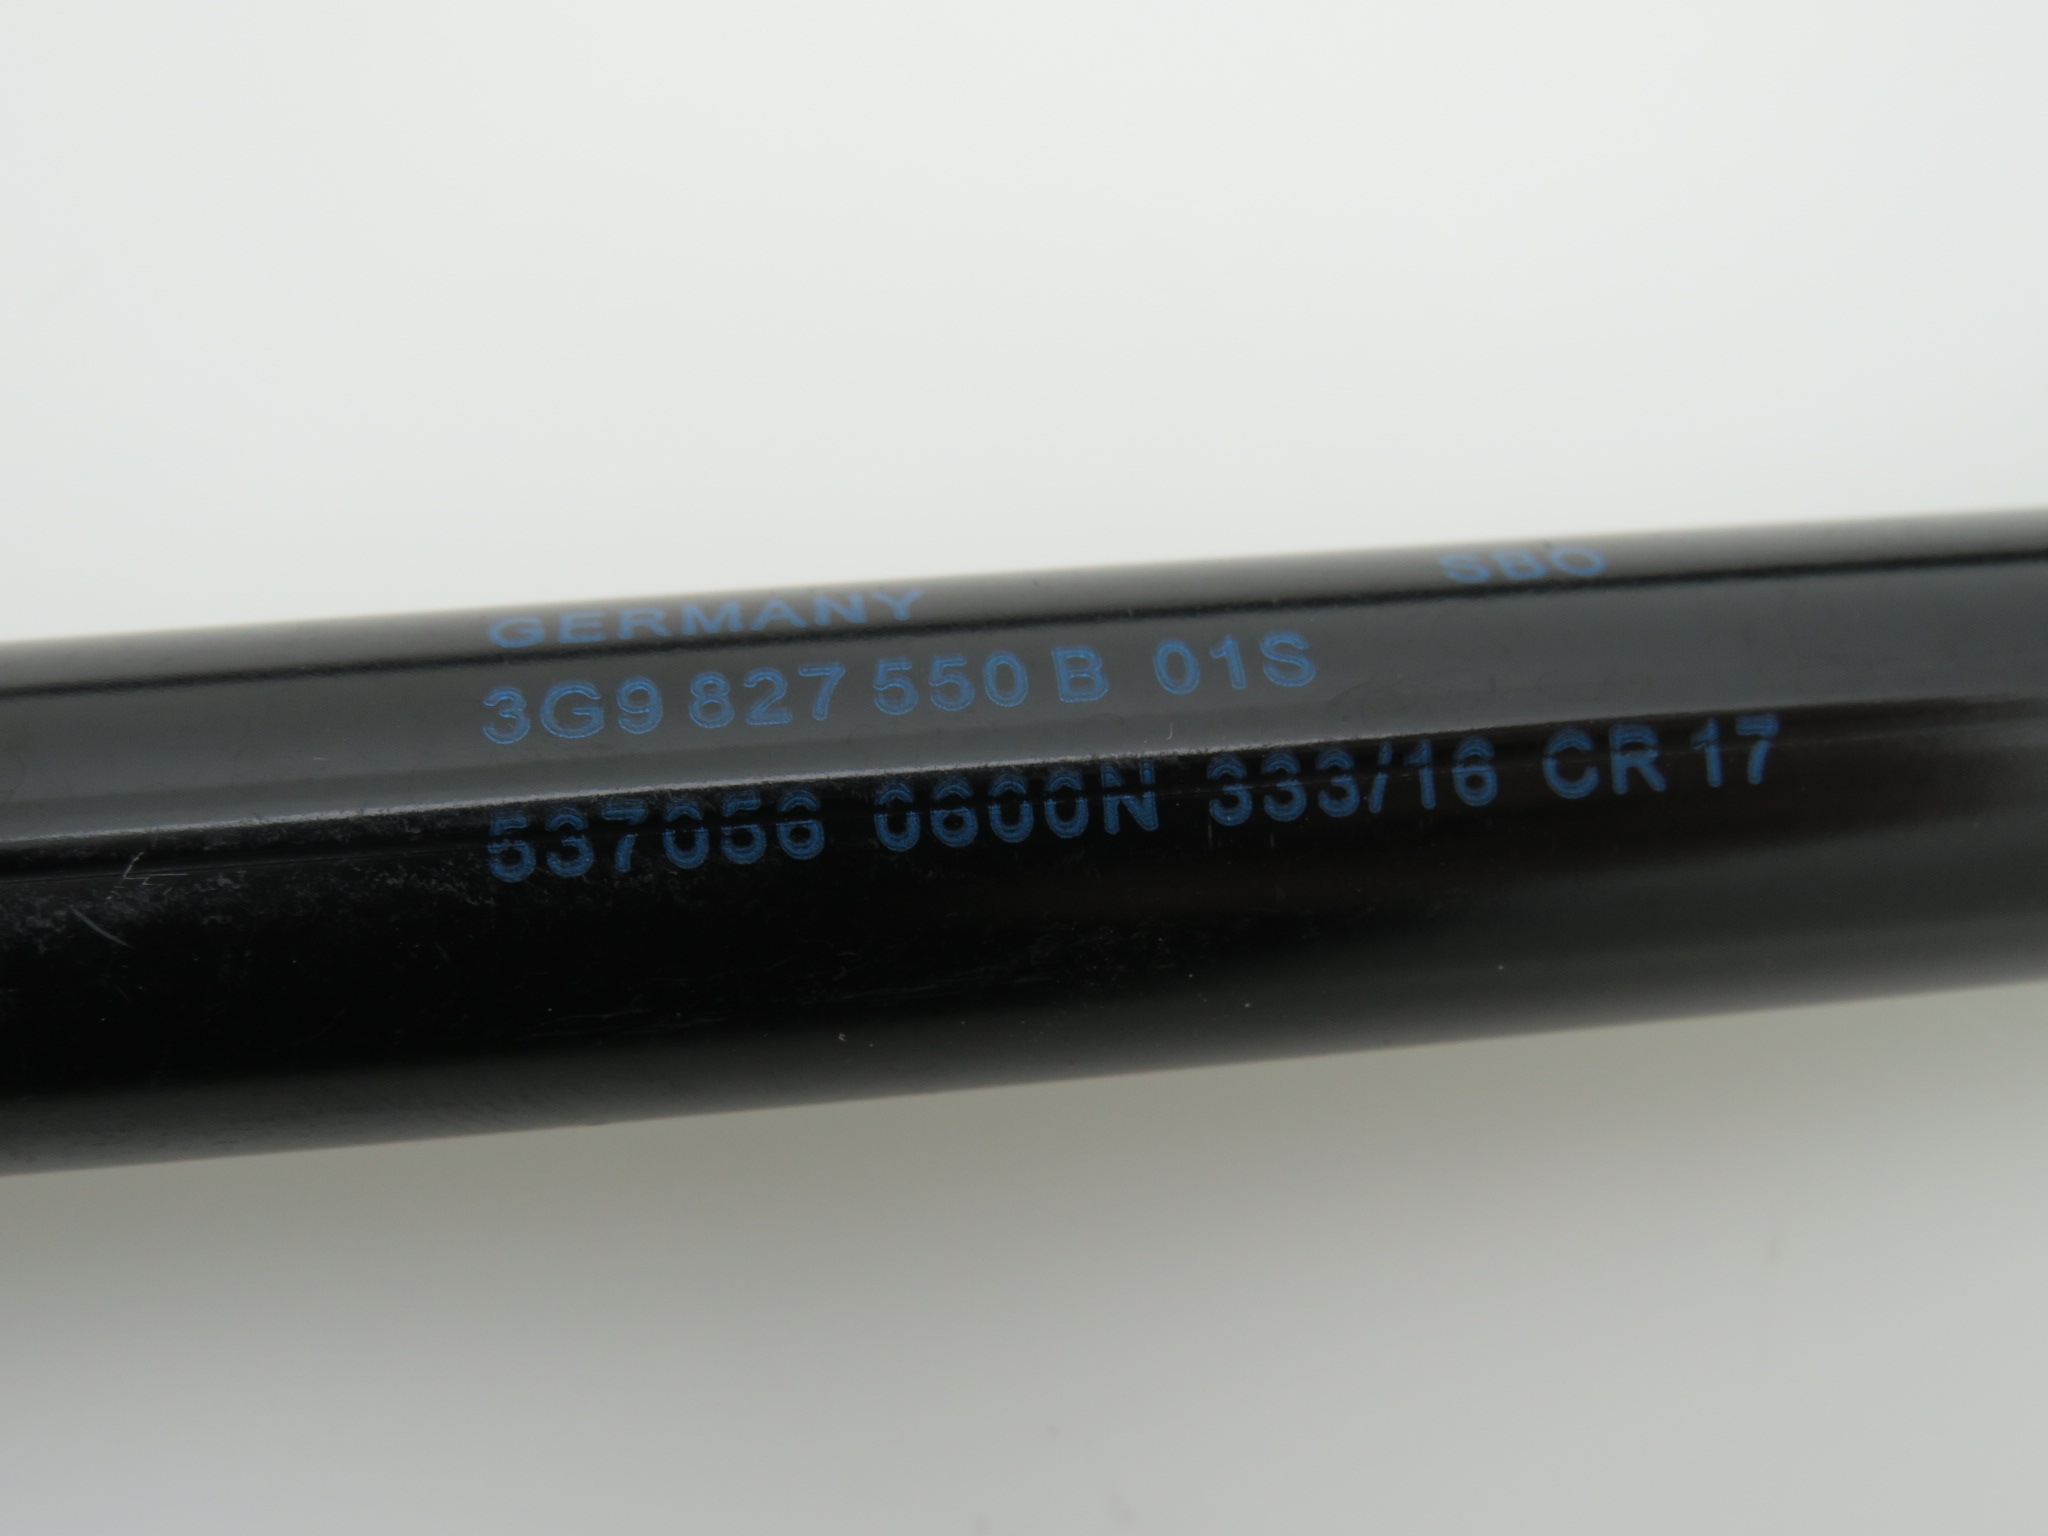 GERMANY SBO
3G9 827 550 B 01S
537056 0600N 333/16 CR 17